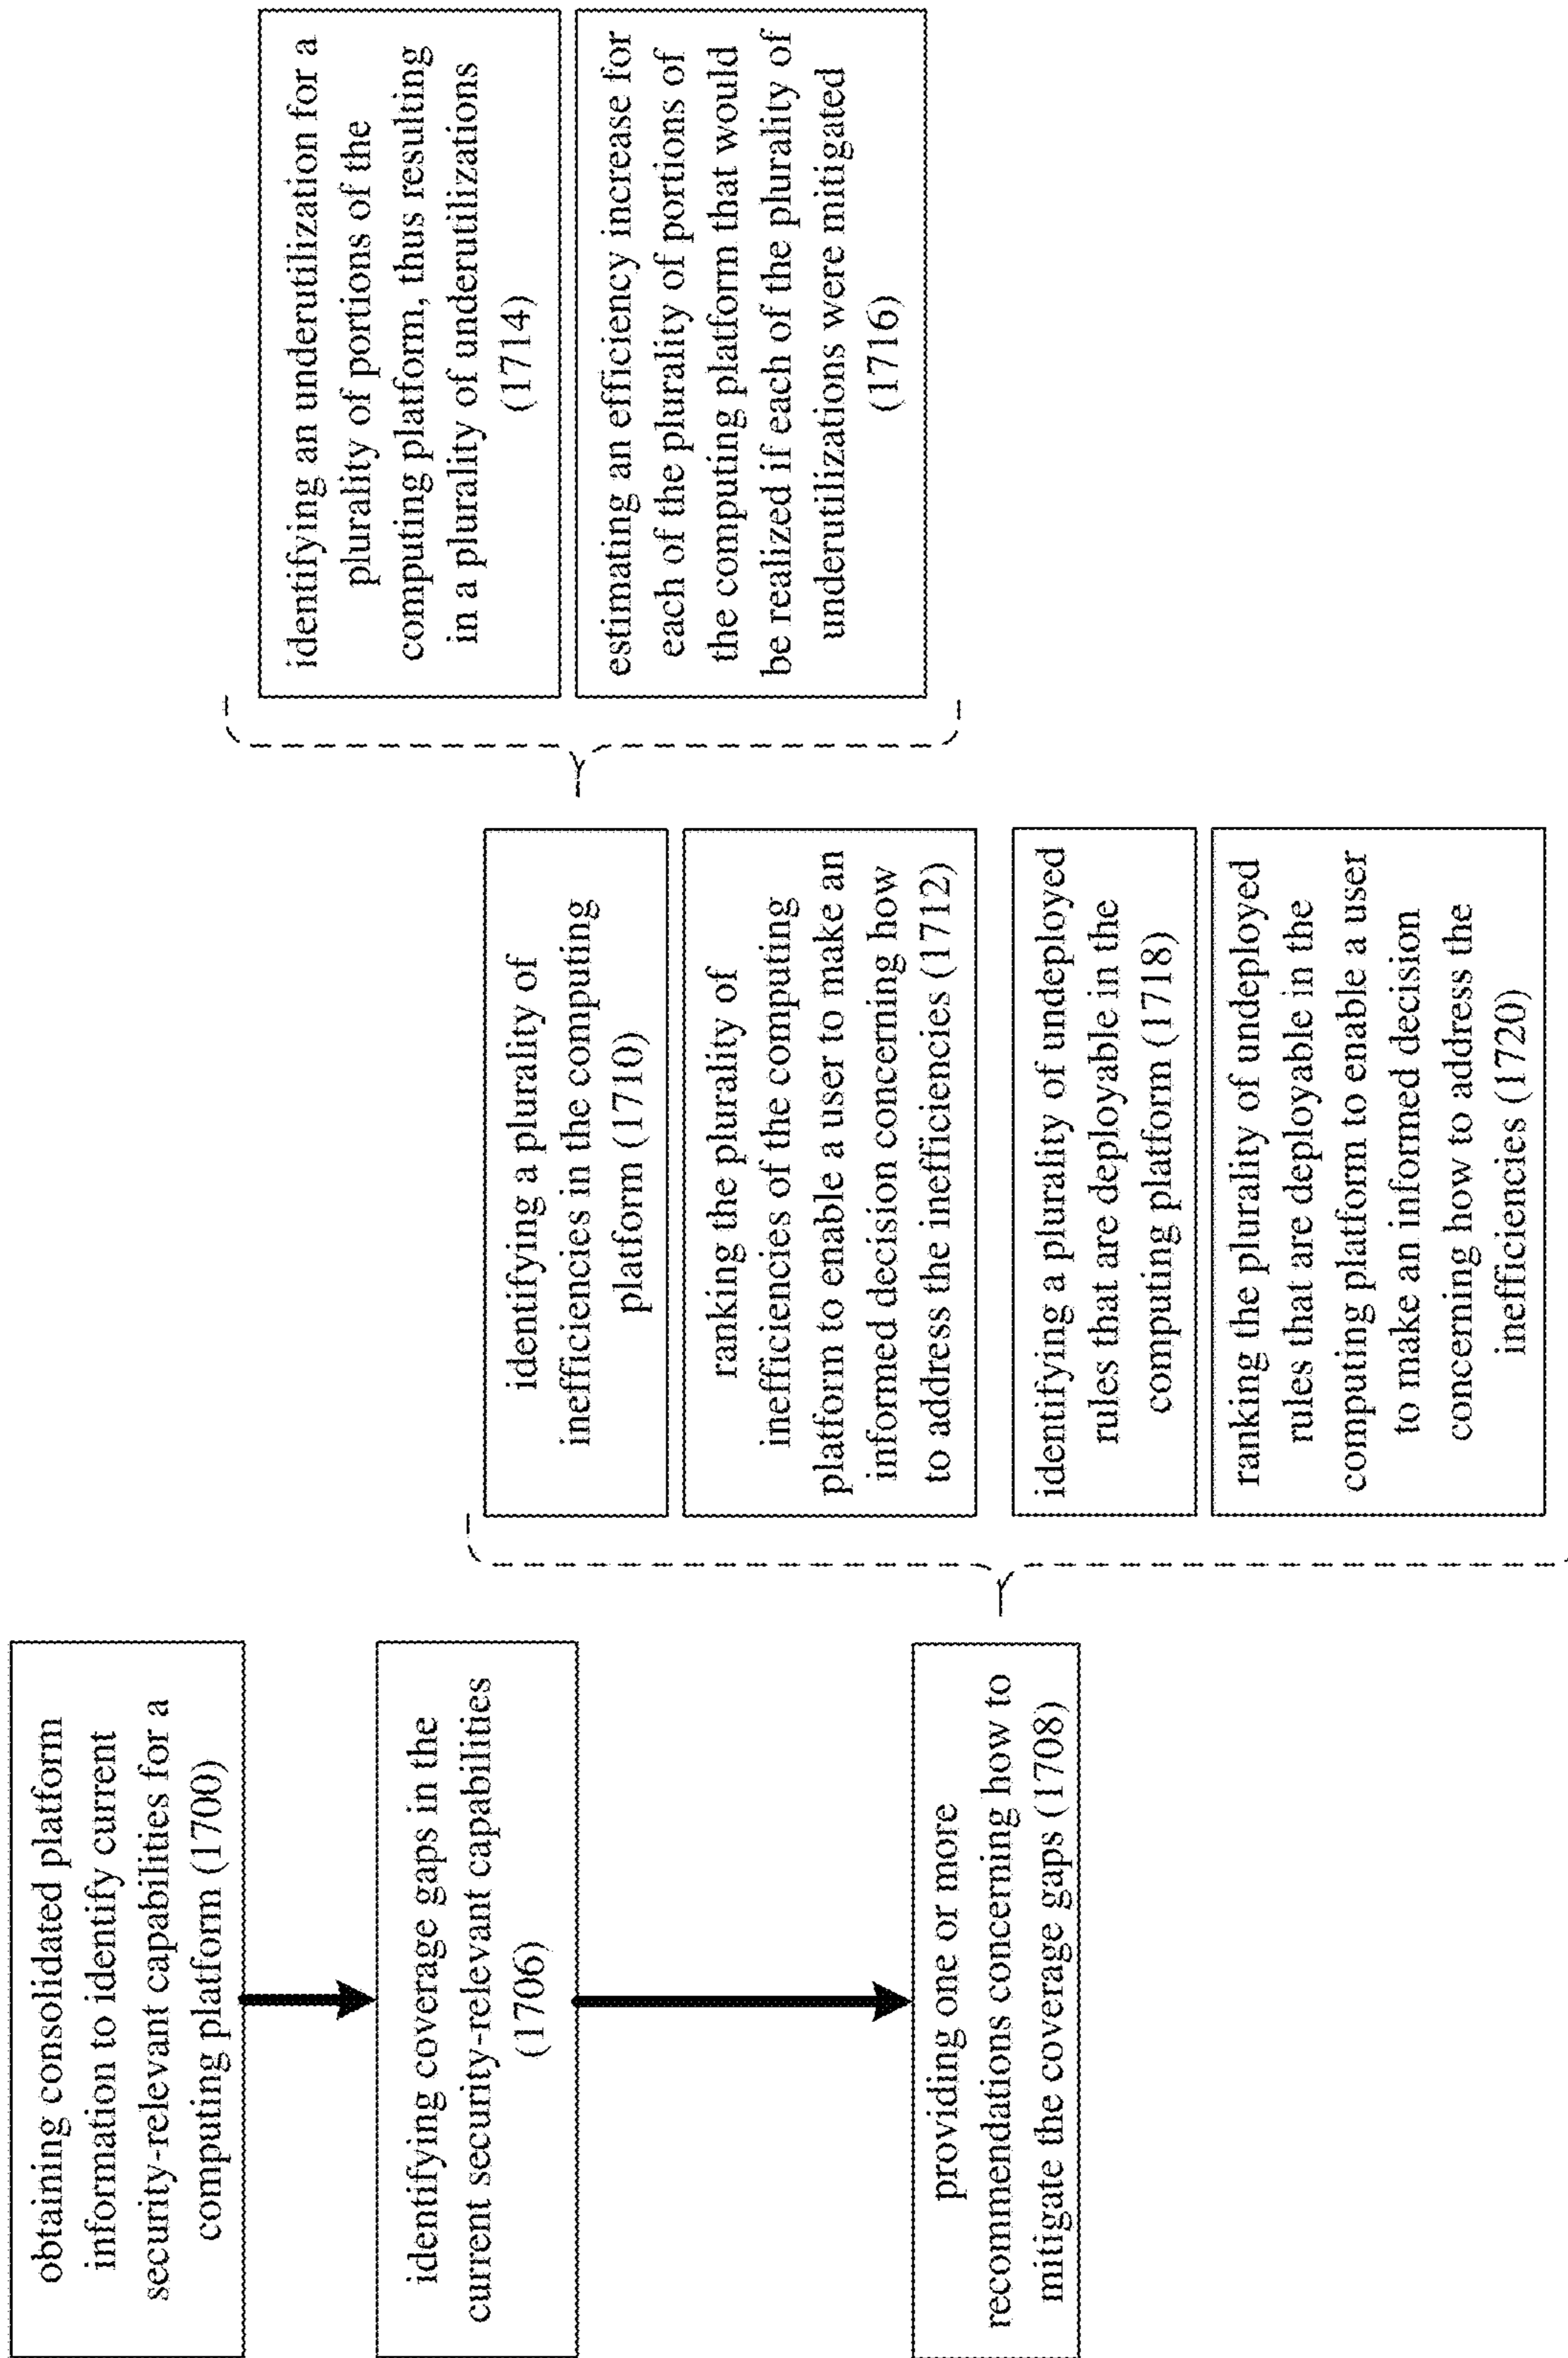 obtaining consolidated platform
information to identify current
security-relevant capabilities for a
computing platform (1700)
identifying coverage gaps in the
current security-relevant capabilities
(1706)
providing one or more
recommendations concerning how to
mitigate the coverage gaps (1708)
identifying a plurality of
inefficiencies in the computing
platform (1710)
ranking the plurality of
inefficiencies of the computing
platform to enable a user to make an
informed decision concerning how
to address the inefficiencies (1712)
identifying a plurality of undeployed
rules that are deployable in the
computing platform (1718)
ranking the plurality of undeployed
rules that are deployable in the
computing platform to enable a user
to make an informed decision
concerning how to address the
inefficiencies (1720)
identifying an underutilization for a
plurality of portions of the
computing platform, thus resulting
in a plurality of underutilizations
(1714)
estimating an efficiency increase for
each of the plurality of portions of
the computing platform that would
be realized if each of the plurality of
underutilizations were mitigated
(1716)